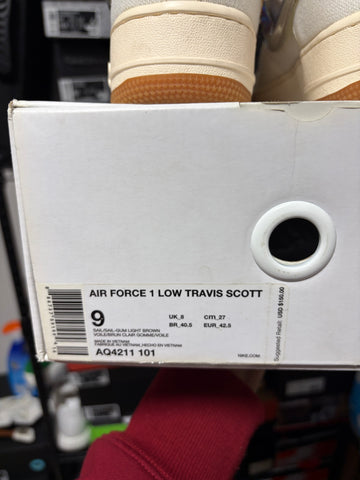 AIR FORCE 1 LOW TRAVIS SCOTT
9
UK_8
CM_27
BR_40.5
EUR_42.5
SAIL/SAIL-GUM LIGHT BROWN
VOILE/BRUN CLAIR GOMME/VOILE
MADE IN VIETNAM
FABRIQUE AU VIETNAM, HECHO EN VIETNAM
AQ4211 101
NIKE.COM
Suggested Retail: USD $150.00